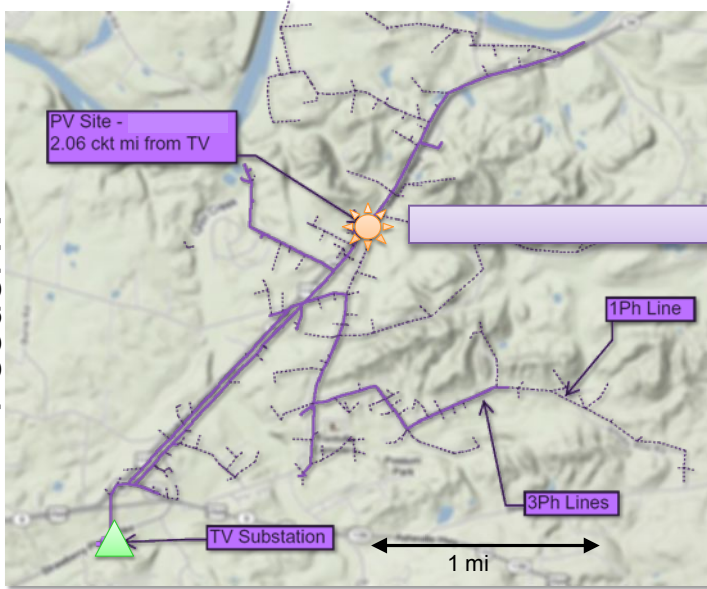 PV Site -
2.06 ckt mi from TV
1Ph Line
3Ph Lines
TV Substation
1 mi